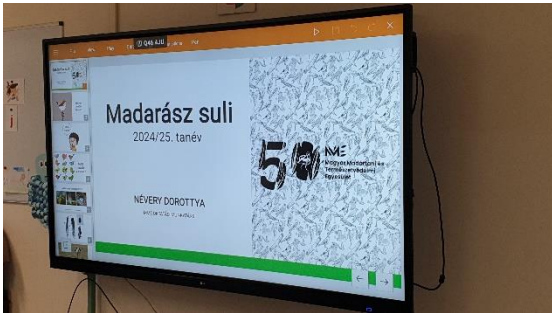 Madarász suli
2024/25. tanév
NÉVERY DOROTTYA
50
MME
Magyar Madártani és
Természetvédelmi
Egyesület